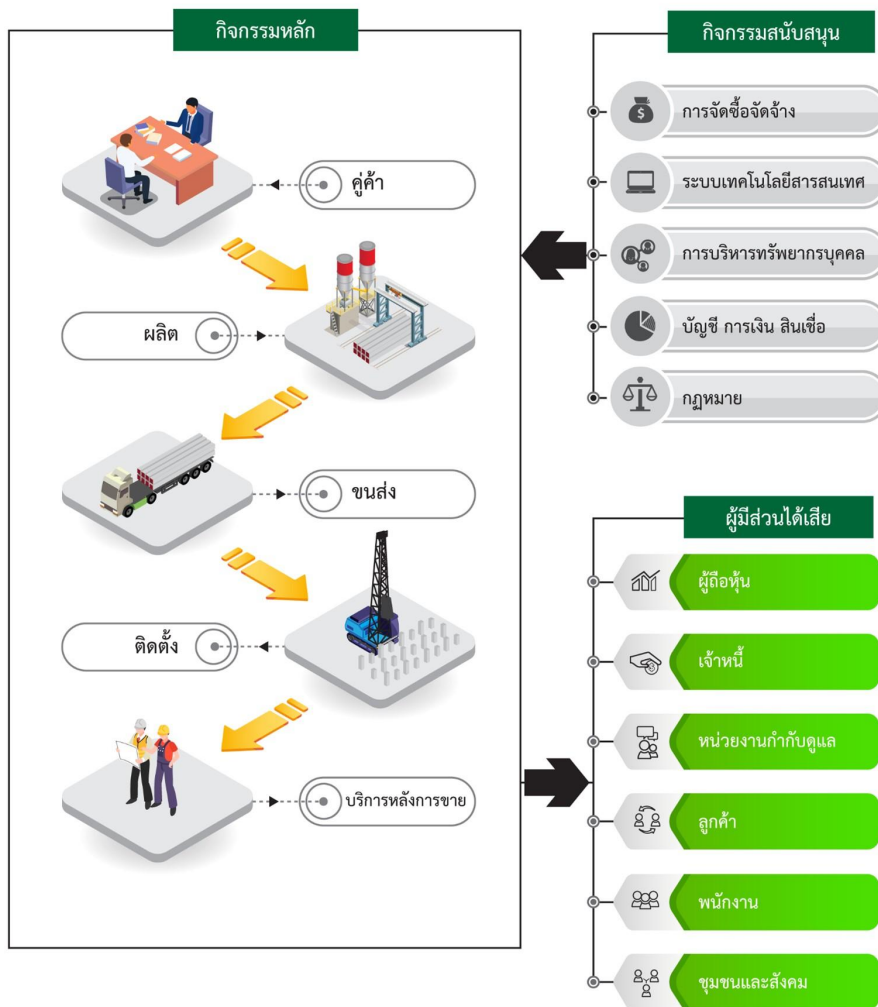 กิจกรรมหลัก
คู่ค้า
ผลิต
ขนส่ง
ติดตั้ง
บริการหลังการขาย
กิจกรรมสนับสนุน
การจัดซื้อจัดจ้าง
ระบบเทคโนโลยีสารสนเทศ
การบริหารทรัพยากรบุคคล
บัญชี การเงิน สินเชื่อ
กฎหมาย
ผู้มีส่วนได้เสีย
ผู้ถือหุ้น
เจ้าหนี้
หน่วยงานกำกับดูแล
ลูกค้า
พนักงาน
ชุมชนและสังคม